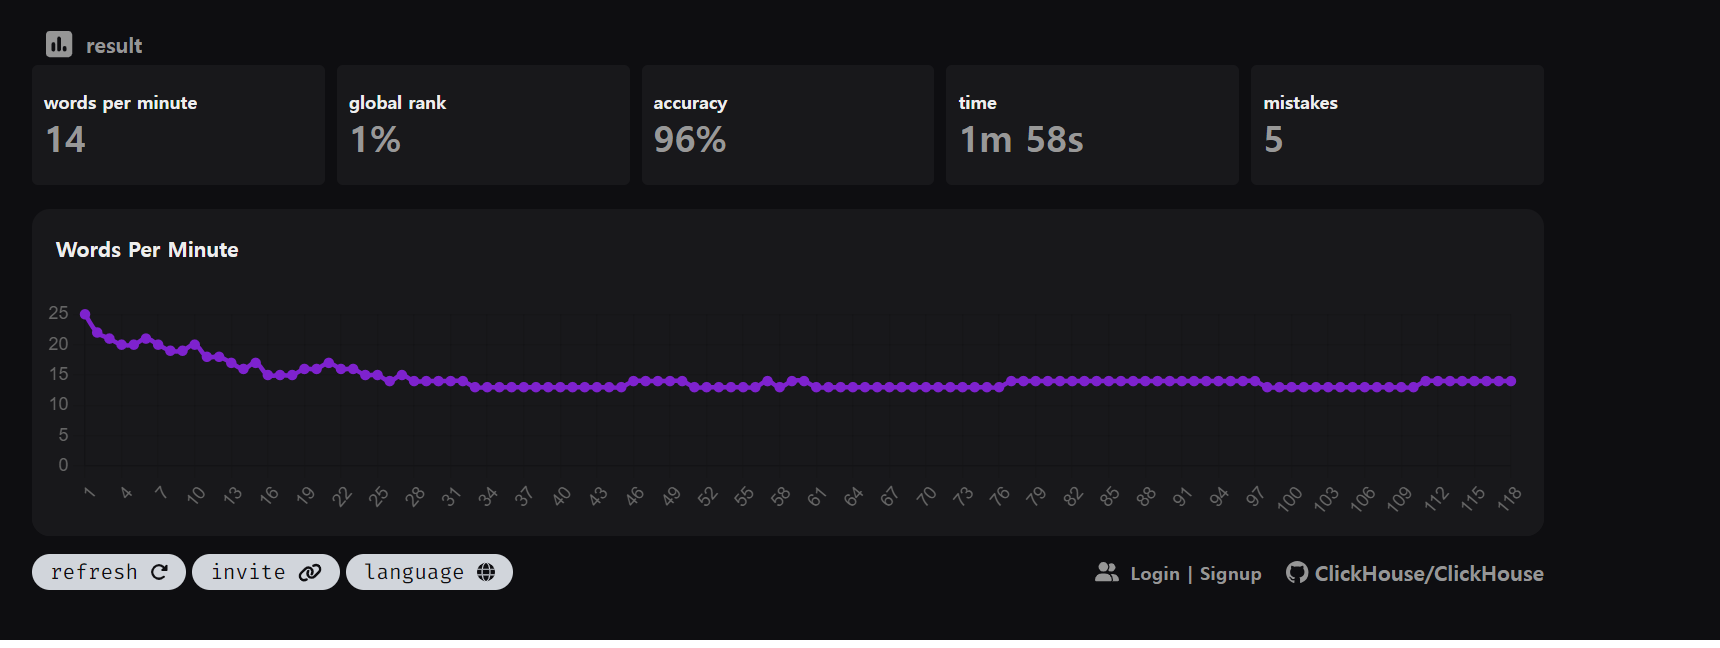 result
words per minute
14
global rank
1%
accuracy
96%
time
1m 58s
mistakes
5
Words Per Minute
25
20
15
10
5
0
1 4 7 10 13 16 19 22 25 28 31 34 37 40 43 46 49 52 55 58 61 64 67 70 73 76 79 82 85 88 91 94 97 100 103 106 109 112 115 118
refresh invite language Login | Signup ClickHouse/ClickHouse